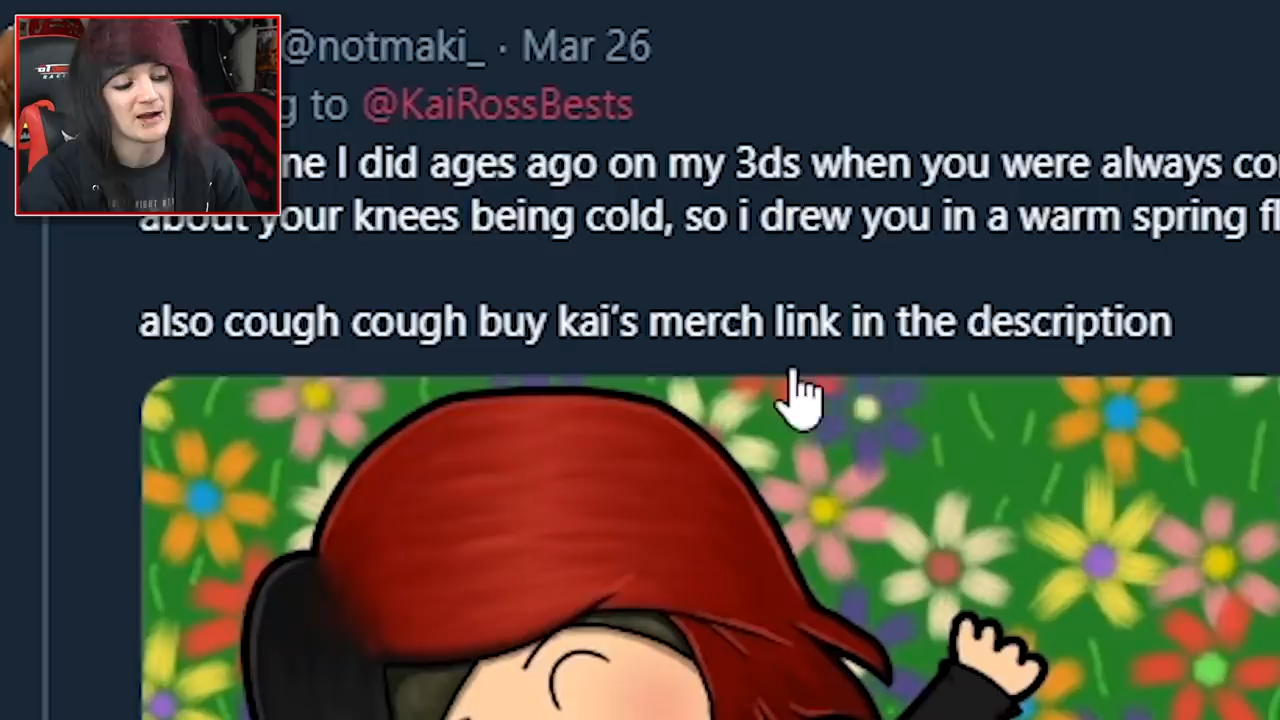 @notmaki_ · Mar 26
g to @KaiRossBests
ne I did ages ago on my 3ds when you were always co
about your knees being cold, so i drew you in a warm spring fl
also cough cough buy kai's merch link in the description